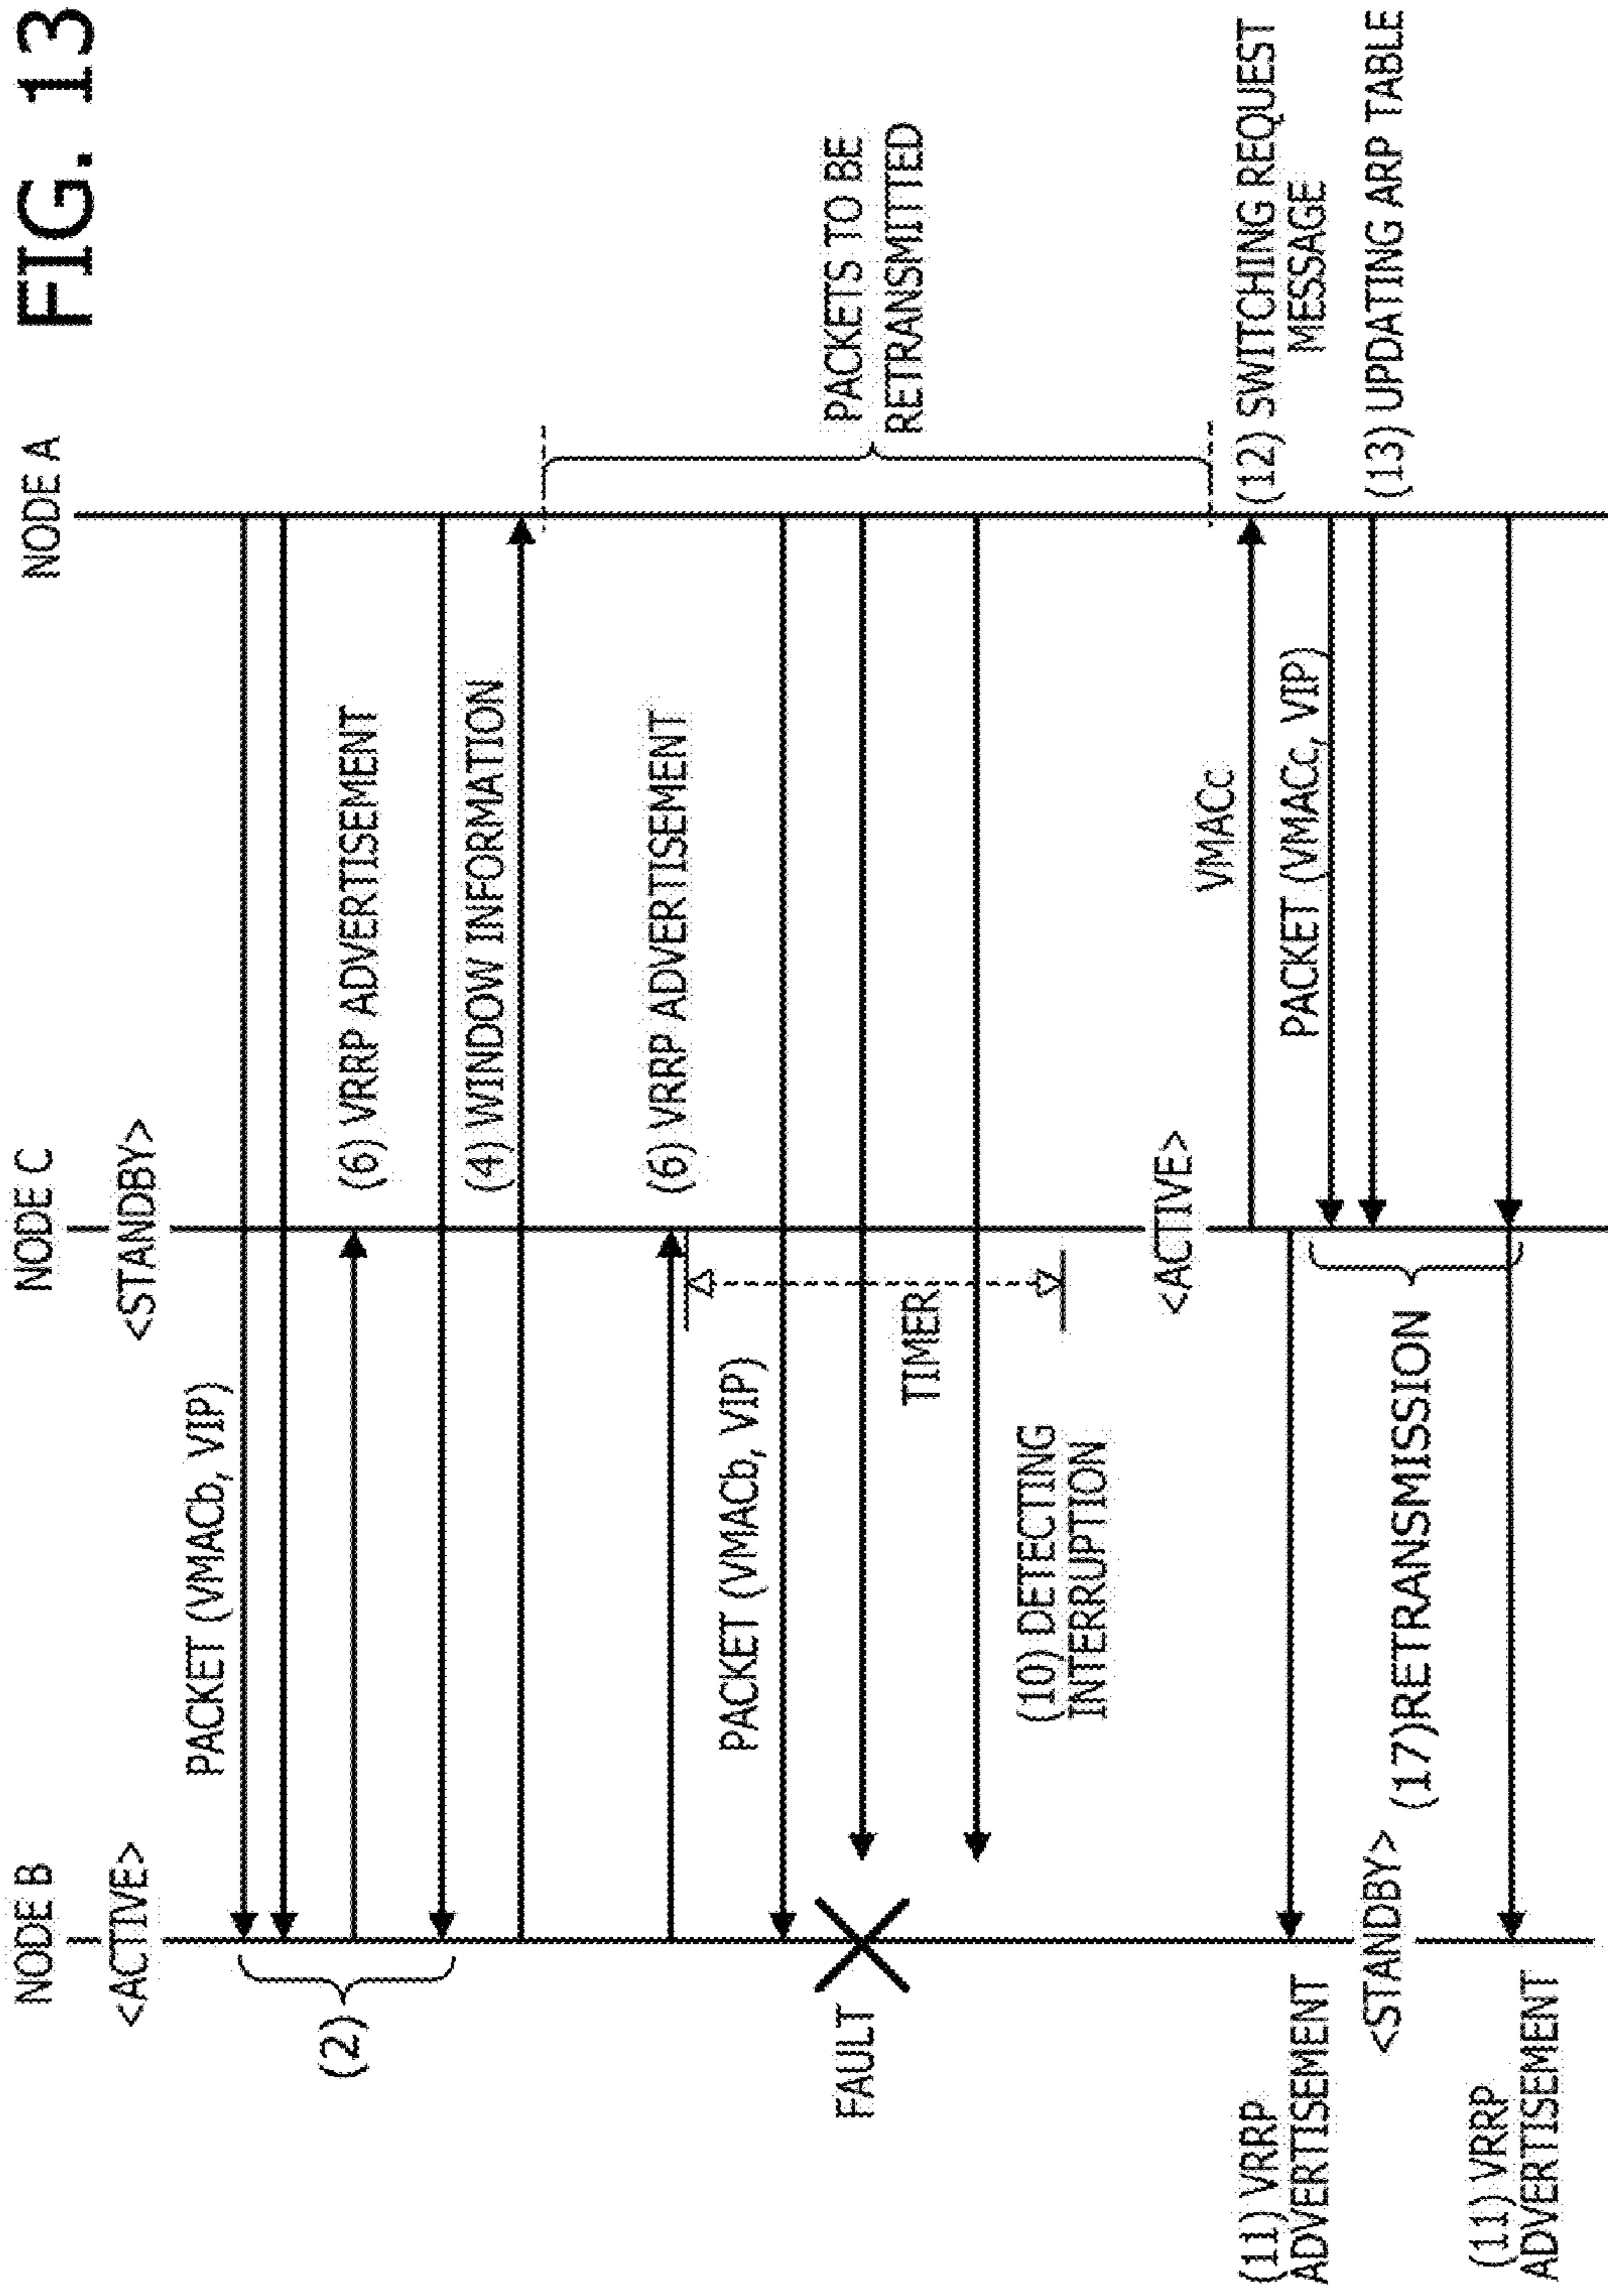 FIG. 13
NODE B
NODE C
NODE A
<ACTIVE>
<STANDBY>
PACKET (VMACb, VIP)
(2)
(6) VRRP ADVERTISEMENT
(4) WINDOW INFORMATION
(6) VRRP ADVERTISEMENT
PACKET (VMACb, VIP)
FAULT
TIMER
PACKETS TO BE
RETRANSMITTED
(10) DETECTING
INTERRUPTION
<ACTIVE>
VMACc
(12) SWITCHING REQUEST
MESSAGE
(11) VRRP
ADVERTISEMENT
PACKET (VMACc, VIP)
(13) UPDATING ARP TABLE
<STANDBY>
(17)RETRANSMISSION
(11) VRRP
ADVERTISEMENT